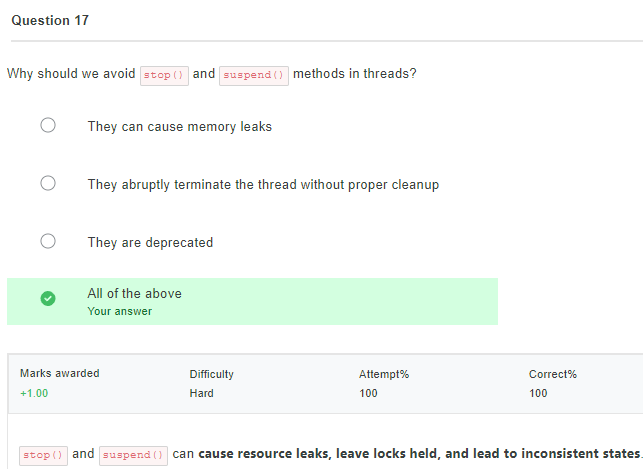 Question 17
Why should we avoid stop() and suspend() methods in threads?
They can cause memory leaks
They abruptly terminate the thread without proper cleanup
They are deprecated
All of the above
Your answer
Marks awarded Difficulty Attempt% Correct%
+1.00 Hard 100 100
stop() and suspend() can cause resource leaks, leave locks held, and lead to inconsistent states.